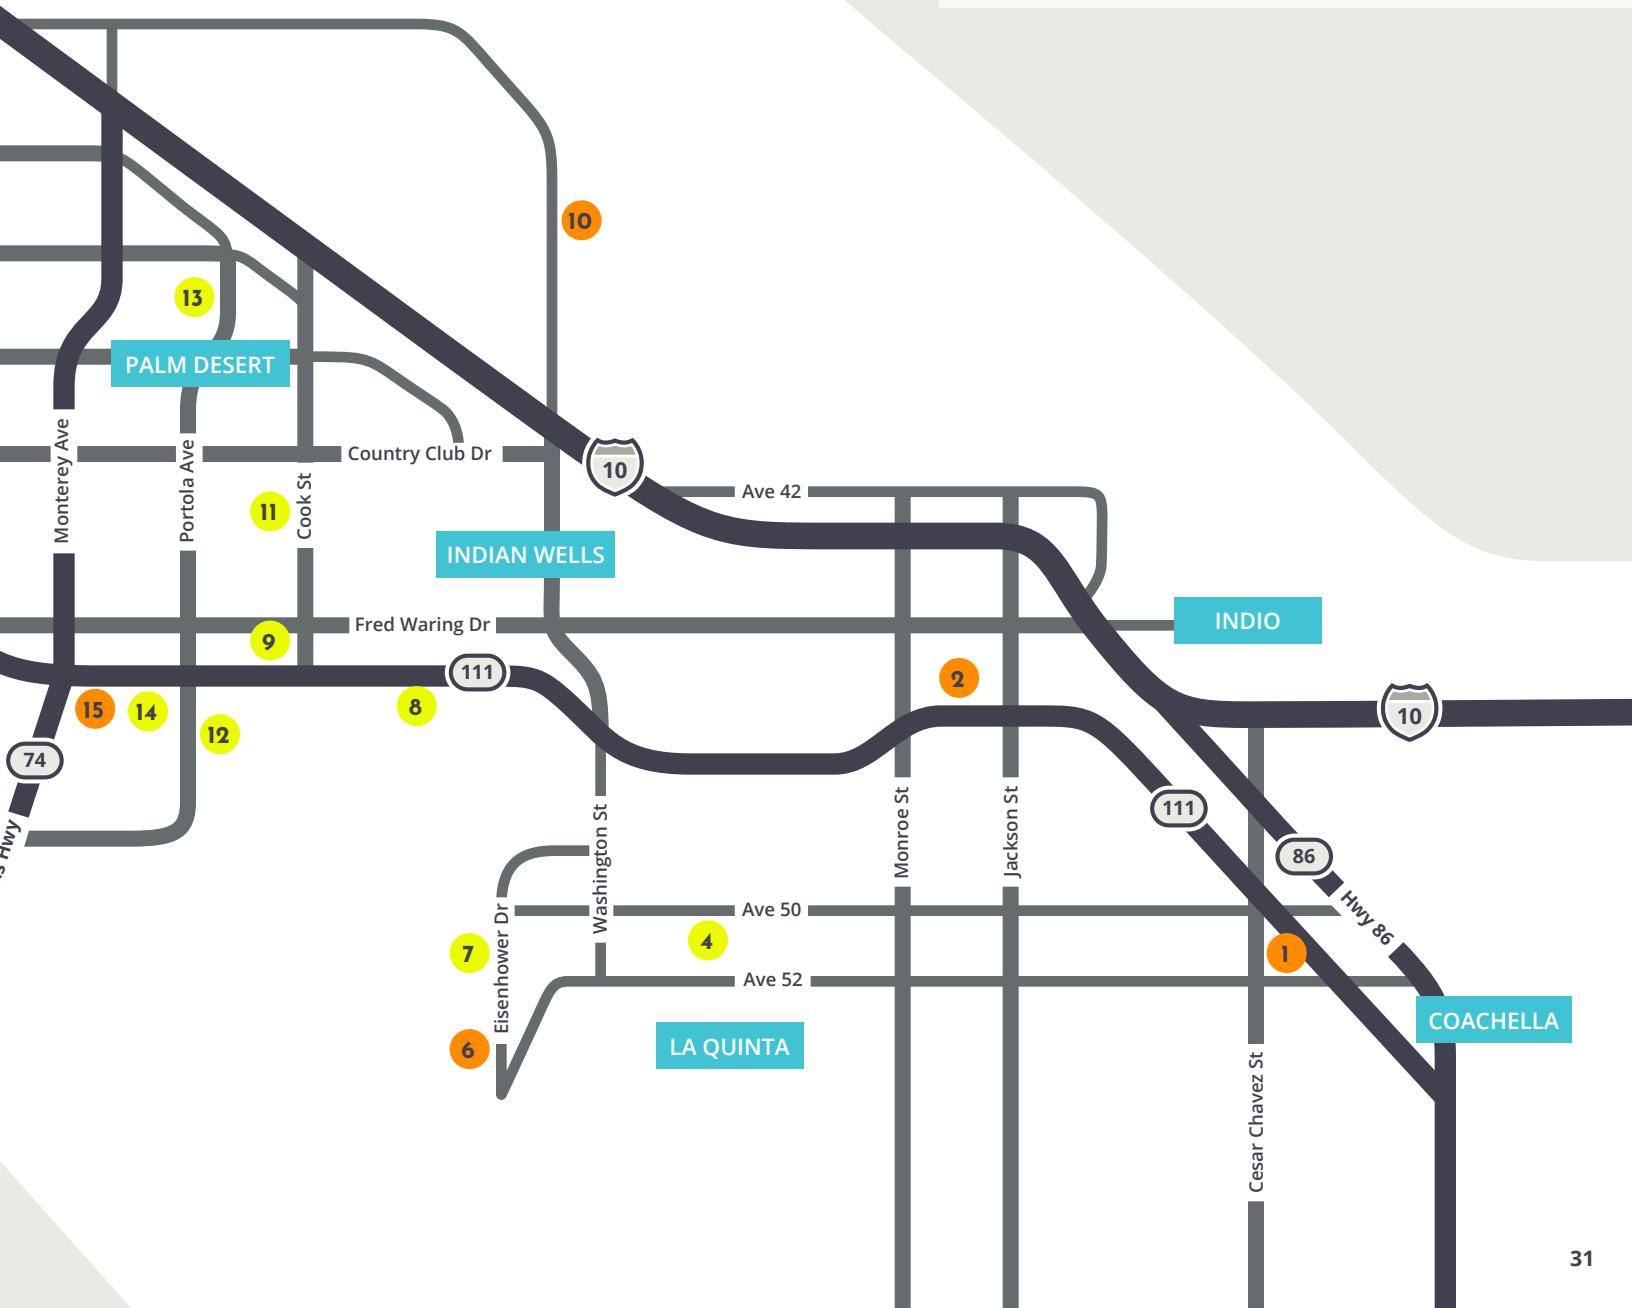 10
13
PALM DESERT
Monterey Ave
Portola Ave
Cook St
Country Club Dr
10
Ave 42
11
INDIAN WELLS
INDIO
Fred Waring Dr
9
111
2
15
14
8
12
10
74
111
86
s Hwy
Washington St
Monroe St
Jackson St
Hwy 86
Ave 50
Eisenhower Dr
7
4
1
Ave 52
COACHELLA
6
LA QUINTA
Cesar Chavez St
31